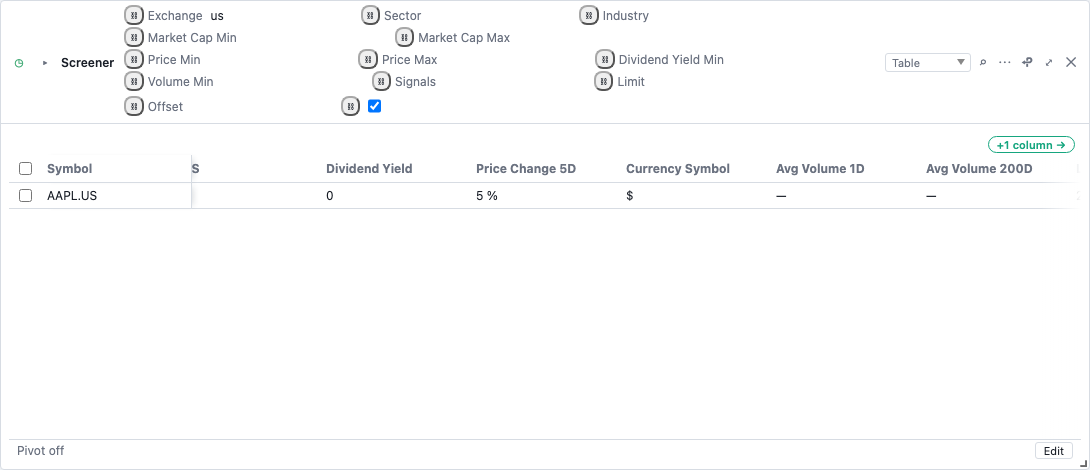 Exchange us Sector Industry
Market Cap Min Market Cap Max
Screener Price Min Price Max Dividend Yield Min Table
Volume Min Signals Limit
Offset
+1 column →
Symbol S Dividend Yield Price Change 5D Currency Symbol Avg Volume 1D Avg Volume 200D
AAPL.US 0 5 % $ — —
Pivot off Edit